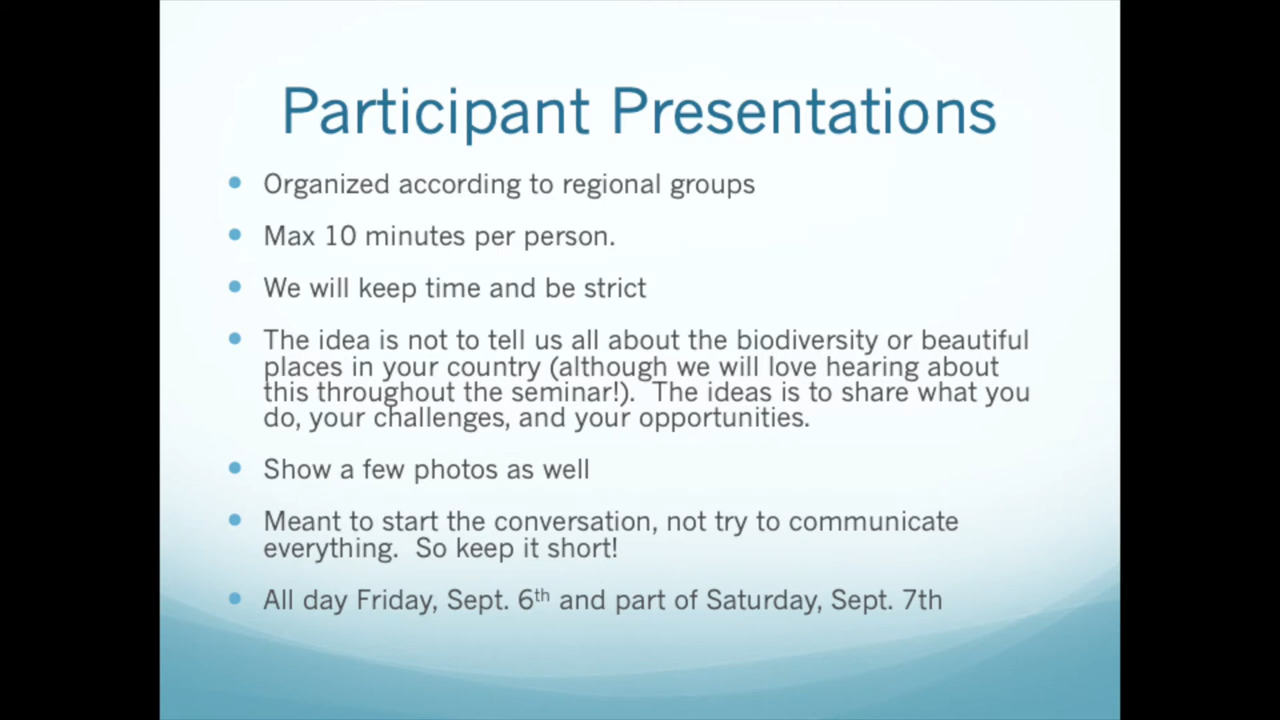 Participant Presentations
Organized according to regional groups
Max 10 minutes per person.
We will keep time and be strict
The idea is not to tell us all about the biodiversity or beautiful
places in your country (although we will love hearing about
this throughout the seminar!).  The ideas is to share what you
do, your challenges, and your opportunities.
Show a few photos as well
Meant to start the conversation, not try to communicate
everything.  So keep it short!
All day Friday, Sept. 6th and part of Saturday, Sept. 7th